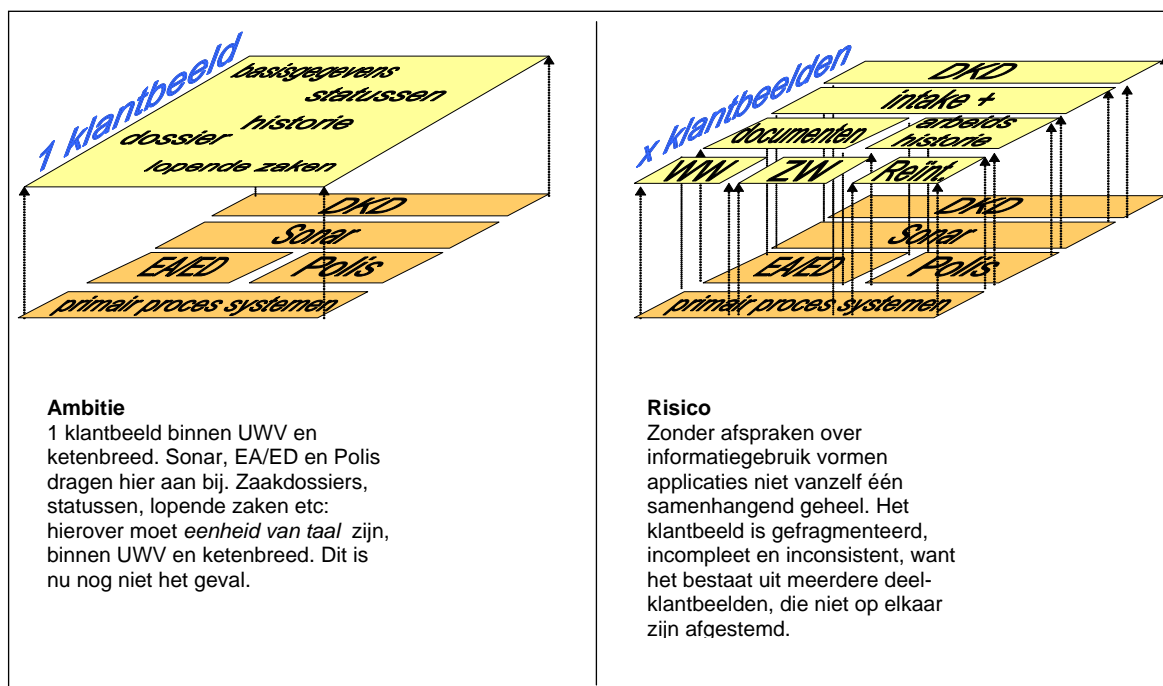 1 klantbeeld
basisgegevens
statussen
historie
dossier
lopende zaken
DKD
Sonar
EA/ED Polis
primair proces systemen
Ambitie
1 klantbeeld binnen UWV en
ketenbreed. Sonar, EA/ED en Polis
dragen hier aan bij. Zaakdossiers,
statussen, lopende zaken etc:
hierover moet eenheid van taal zijn,
binnen UWV en ketenbreed. Dit is
nu nog niet het geval.
x klantbeelden
DKD
intake +
documenten
arbeids
historie
WW ZW Reïnt.
DKD
Sonar
EA/ED Polis
primair proces systemen
Risico
Zonder afspraken over
informatiegebruik vormen
applicaties niet vanzelf één
samenhangend geheel. Het
klantbeeld is gefragmenteerd,
incompleet en inconsistent, want
het bestaat uit meerdere deel-
klantbeelden, die niet op elkaar
zijn afgestemd.